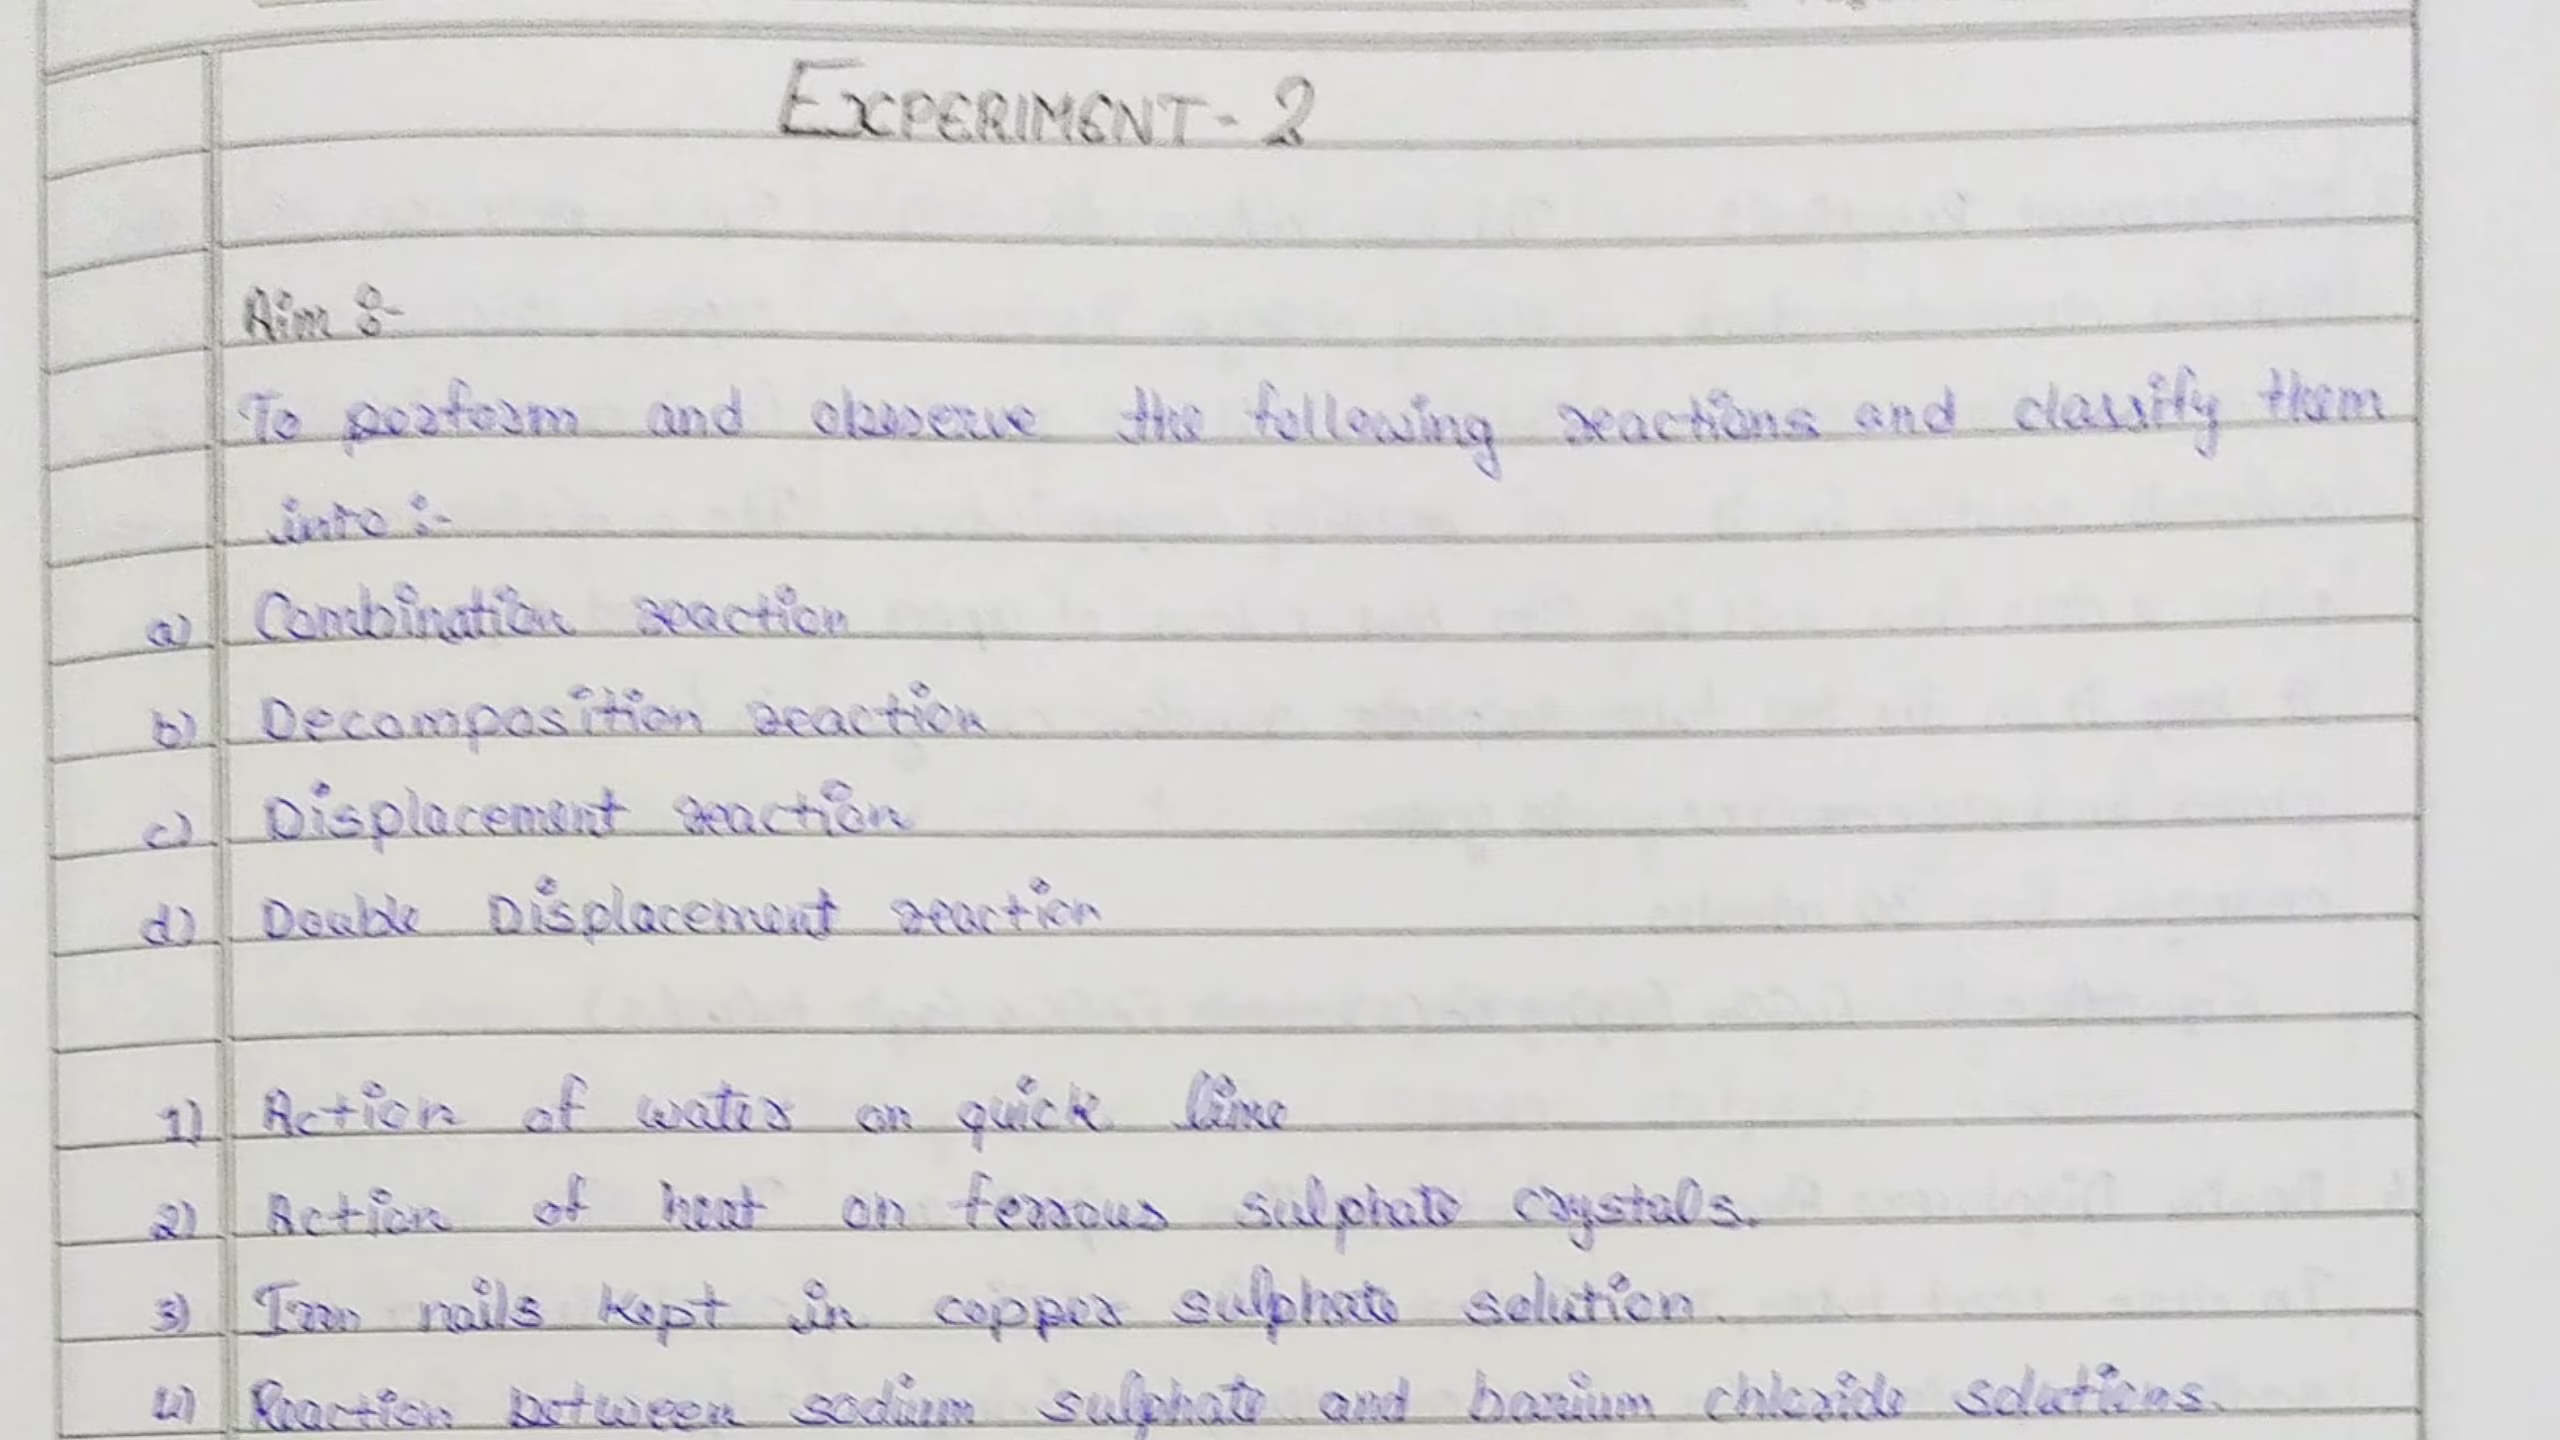 EXPERIMENT - 2
Aim :-
To perform and observe the following reactions and classify them
into :-
a) Combination reaction
b) Decomposition reaction
c) Displacement reaction
d) Double Displacement reaction
1) Action of water on quick lime
2) Action of heat on ferrous sulphate crystals.
3) Iron nails kept in copper sulphate solution.
4) Reaction between sodium sulphate and barium chloride solutions.